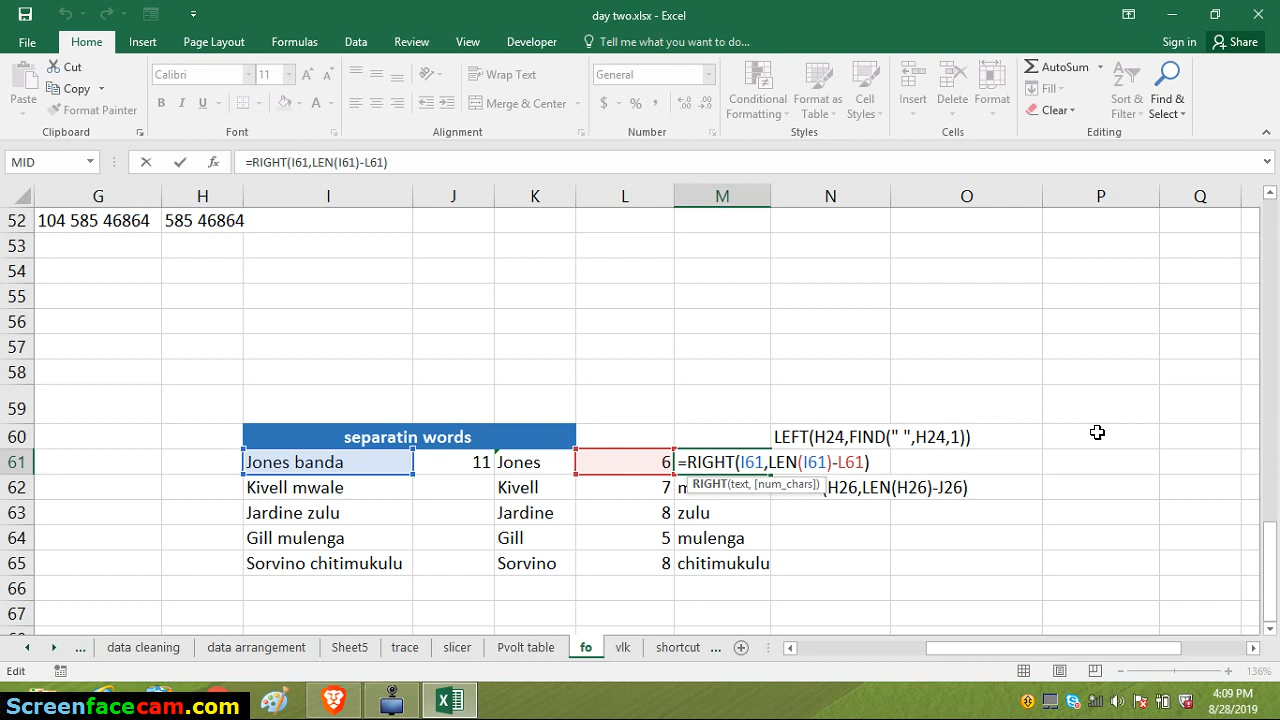 day two.xlsx - Excel
File Home Insert Page Layout Formulas Data Review View Developer Tell me what you want to do... Sign in Share
Paste Cut Copy Format Painter
Clipboard
Calibri 11
B I U
Font
Wrap Text
Merge & Center
Alignment
General
$ % ,
Number
Conditional Formatting Format as Table Cell Styles
Styles
Insert Delete Format
Cells
AutoSum Fill Clear Sort & Filter Find & Select
Editing
MID =RIGHT(I61,LEN(I61)-L61)
G H I J K L M N O P Q
52 104 585 46864 585 46864
53
54
55
56
57
58
59
60 separatin words LEFT(H24,FIND(" ",H24,1))
61 Jones banda 11 Jones 6 =RIGHT(I61,LEN(I61)-L61)
RIGHT(text, [num_chars])
62 Kivell mwale Kivell 7 m (H26,LEN(H26)-J26)
63 Jardine zulu Jardine 8 zulu
64 Gill mulenga Gill 5 mulenga
65 Sorvino chitimukulu Sorvino 8 chitimukulu
66
67
... data cleaning data arrangement Sheet5 trace slicer Pvolt table fo vlk shortcut ...
Edit 136%
Screenfacecam.com
4:09 PM
8/28/2019